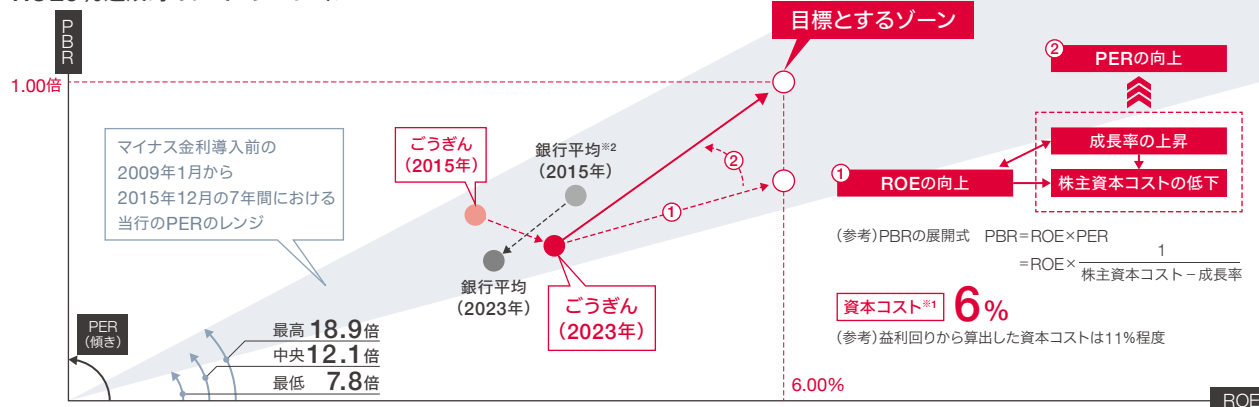 PBR
1.00倍
目標とするゾーン
② PERの向上
マイナス金利導入前の
2009年1月から
2015年12月の7年間における
当行のPERのレンジ
ごうぎん
(2015年)
銀行平均※2
(2015年)
②
①
成長率の上昇
① ROEの向上
株主資本コストの低下
銀行平均
(2023年)
ごうぎん
(2023年)
(参考)PBRの展開式 PBR=ROE×PER
=ROE× 1
株主資本コスト－成長率
資本コスト※1 6%
(参考)益利回りから算出した資本コストは11%程度
PER
(傾き)
最高 18.9倍
中央 12.1倍
最低 7.8倍
6.00%
ROE